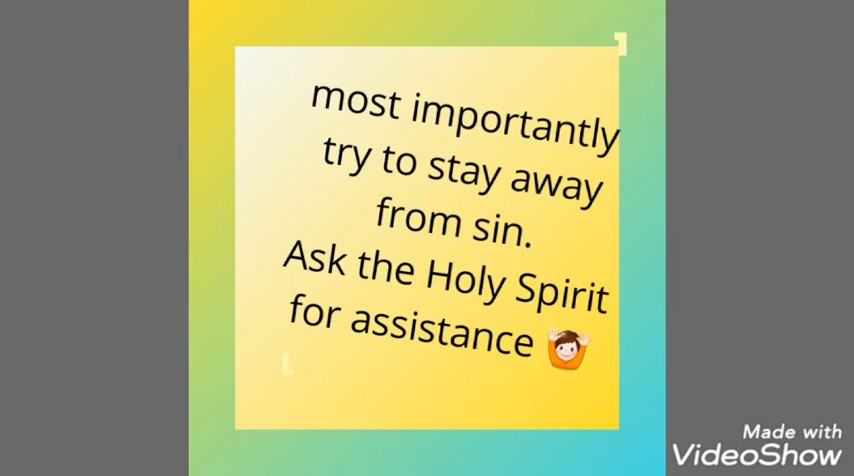 most importantly
try to stay away
from sin.
Ask the Holy Spirit
for assistance 🙆
Made with
VideoShow